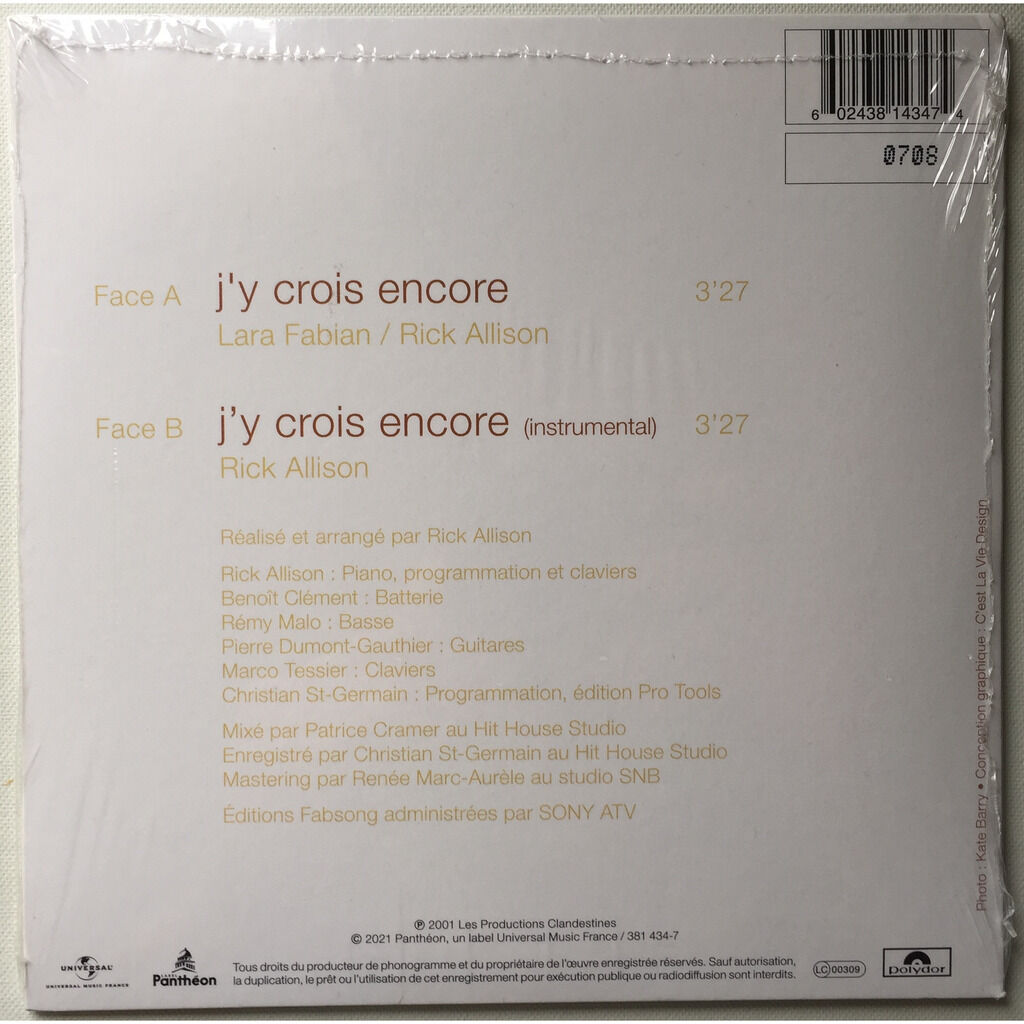 6 02438 14347 4
0708
Face A j'y crois encore 3'27
Lara Fabian / Rick Allison
Face B j'y crois encore (instrumental) 3'27
Rick Allison
Réalisé et arrangé par Rick Allison
Rick Allison : Piano, programmation et claviers
Benoît Clément : Batterie
Rémy Malo : Basse
Pierre Dumont-Gauthier : Guitares
Marco Tessier : Claviers
Christian St-Germain : Programmation, édition Pro Tools
Mixé par Patrice Cramer au Hit House Studio
Enregistré par Christian St-Germain au Hit House Studio
Mastering par Renée Marc-Aurèle au studio SNB
Éditions Fabsong administrées par SONY ATV
Photo : Kate Barry • Conception graphique : C'est La Vie Design
℗ 2001 Les Productions Clandestines
© 2021 Panthéon, un label Universal Music France / 381 434-7
UNIVERSAL
UNIVERSAL MUSIC FRANCE
LABEL
Panthéon
Tous droits du producteur de phonogramme et du propriétaire de l'œuvre enregistrée réservés. Sauf autorisation,
la duplication, le prêt ou l'utilisation de cet enregistrement pour exécution publique ou radiodiffusion sont interdits.
LC 00309
Polydor